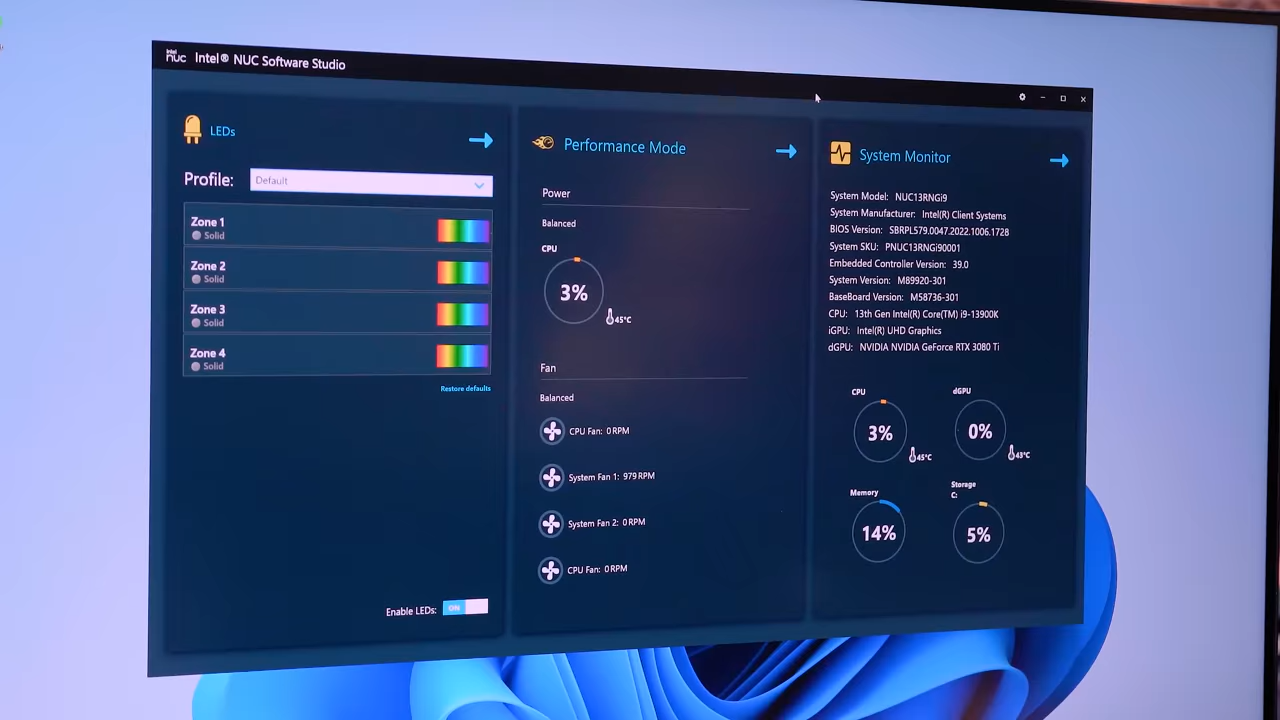 intel
nuc
Intel® NUC Software Studio
LEDs
Profile:
Default
Zone 1
Solid
Zone 2
Solid
Zone 3
Solid
Zone 4
Solid
Restore defaults
Enable LEDs:
ON
Performance Mode
Power
Balanced
CPU
3%
45°C
Fan
Balanced
CPU Fan: 0 RPM
System Fan 1: 979 RPM
System Fan 2: 0 RPM
CPU Fan: 0 RPM
System Monitor
System Model: NUC13RNGi9
System Manufacturer: Intel(R) Client Systems
BIOS Version: SBRPL579.0047.2022.1006.1728
System SKU: PNUC13RNGi90001
Embedded Controller Version: 39.0
System Version: M89920-301
BaseBoard Version: M58736-301
CPU: 13th Gen Intel(R) Core(TM) i9-13900K
iGPU: Intel(R) UHD Graphics
dGPU: NVIDIA NVIDIA GeForce RTX 3080 Ti
CPU
3%
45°C
dGPU
0%
43°C
Memory
14%
Storage
C:
5%